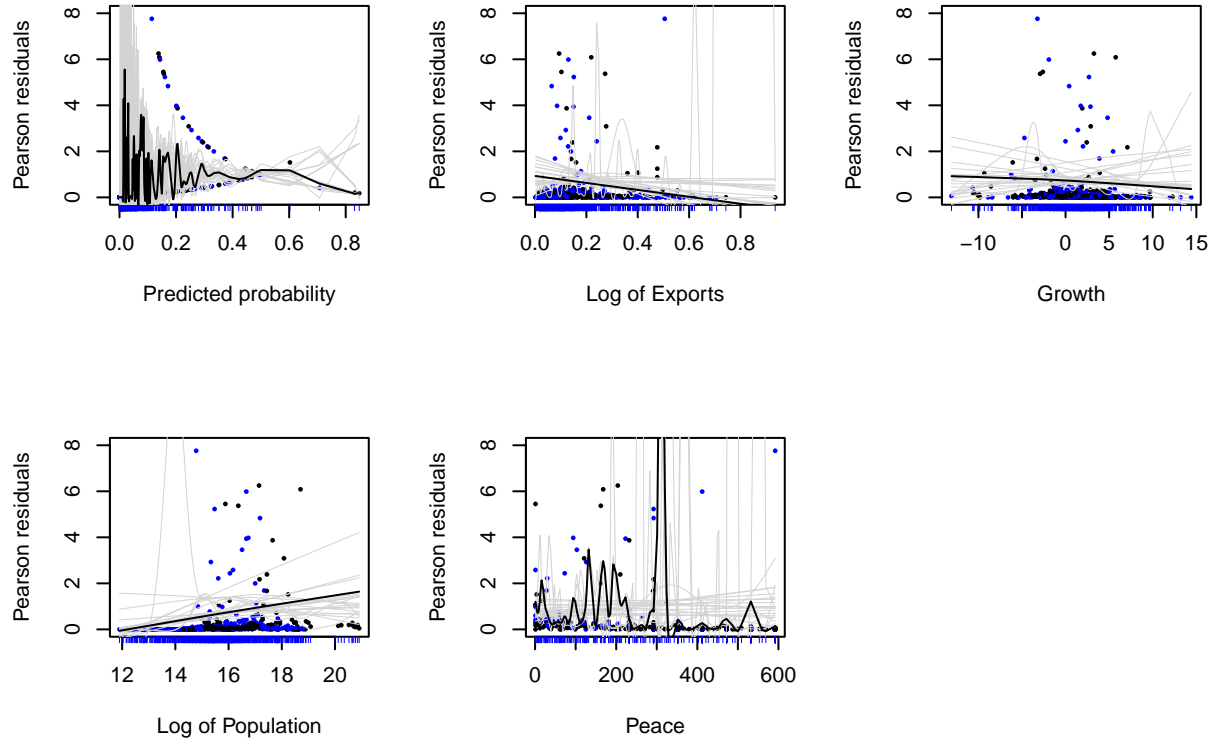 Pearson residuals
0 2 4 6 8
0.0 0.2 0.4 0.6 0.8
Predicted probability
Pearson residuals
0 2 4 6 8
0.0 0.2 0.4 0.6 0.8
Log of Exports
Pearson residuals
0 2 4 6 8
−10 0 5 10 15
Growth
Pearson residuals
0 2 4 6 8
12 14 16 18 20
Log of Population
Pearson residuals
0 2 4 6 8
0 200 400 600
Peace